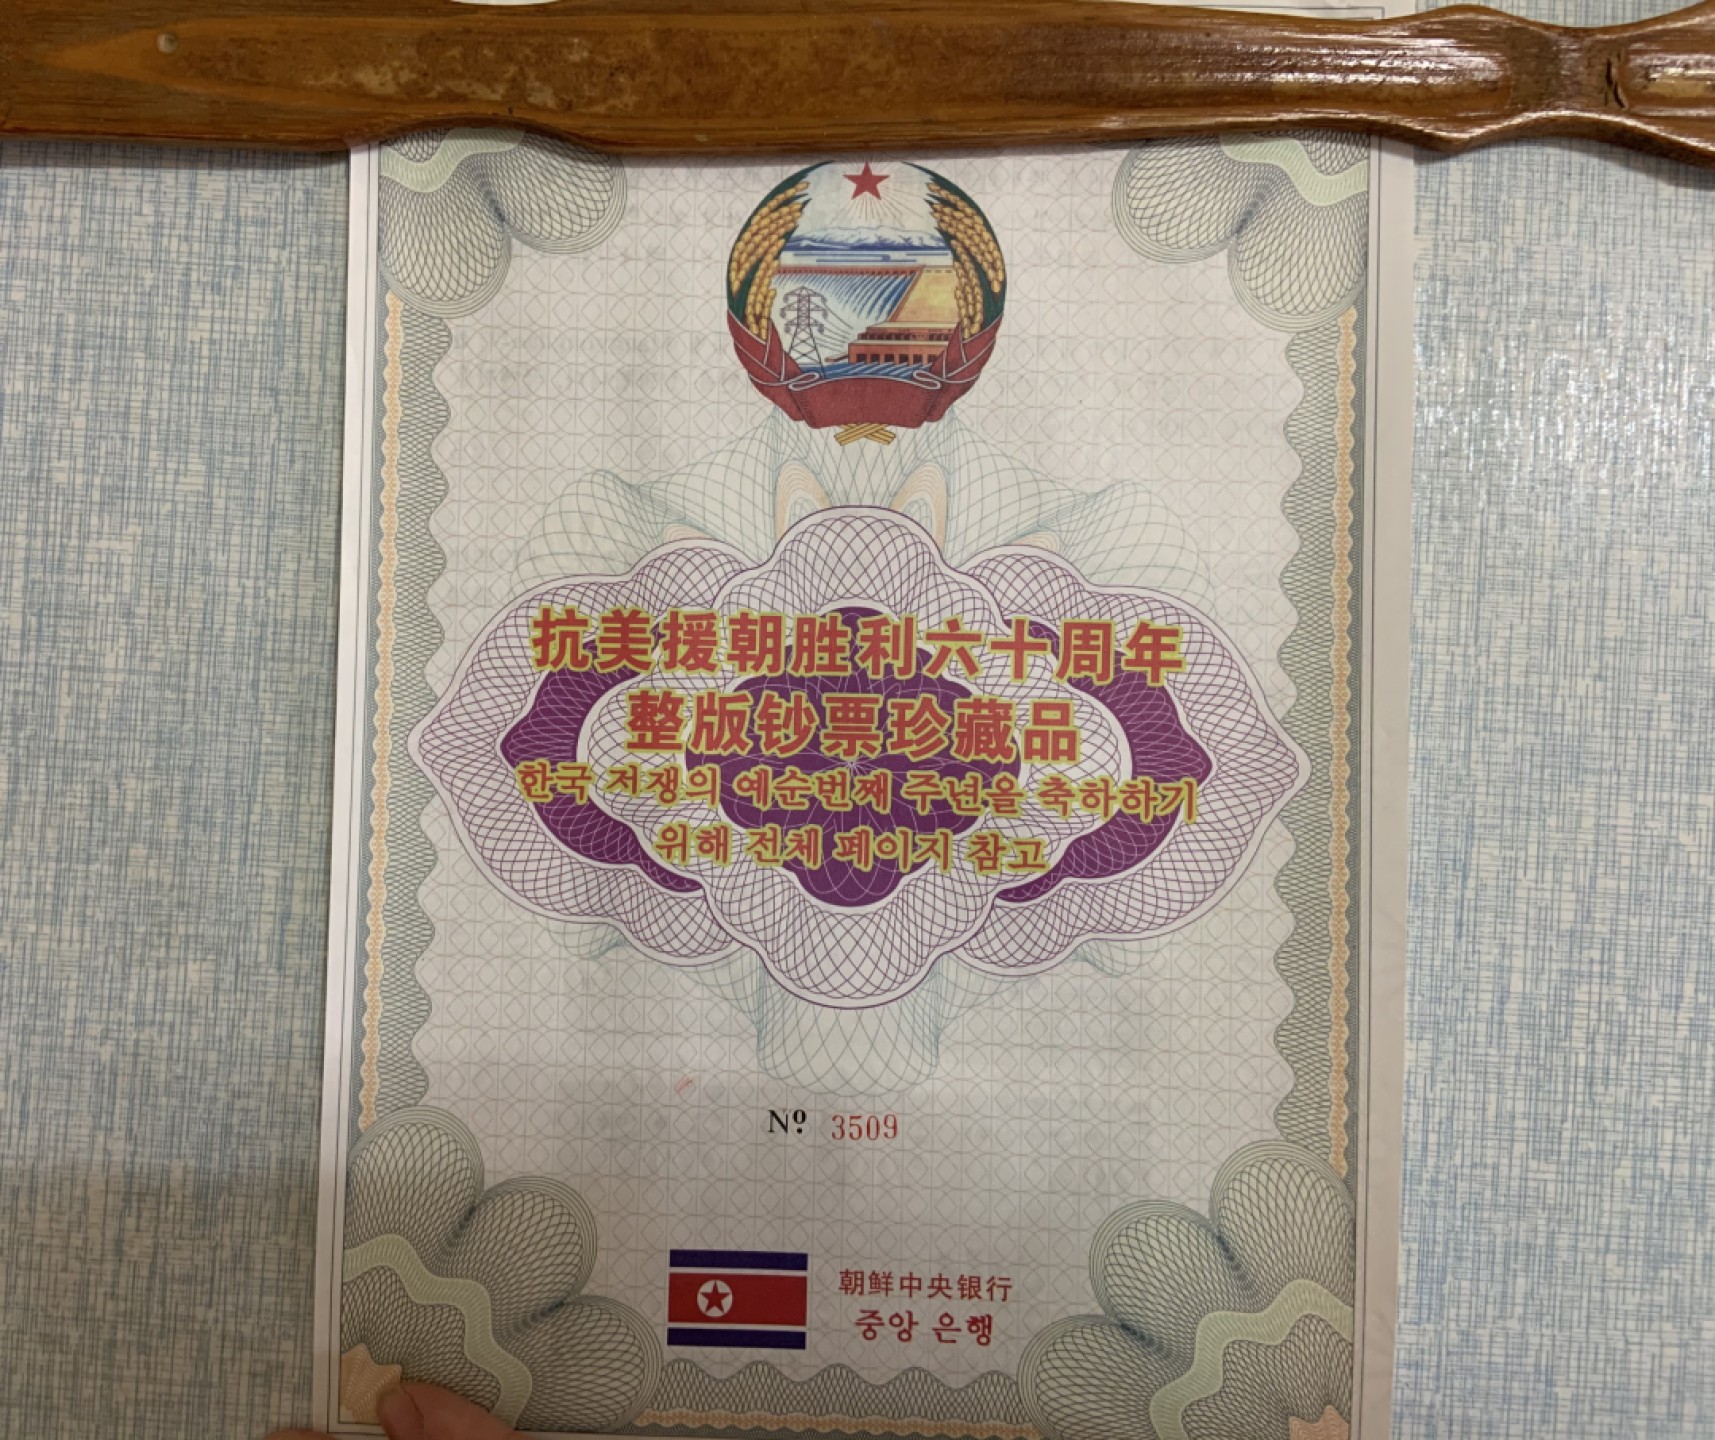 抗美援朝胜利六十周年
整版钞票珍藏品
한국 저쟁의 예순번째 주년을 축하하기
위해 전체 페이지 참고
Nº 3509
朝鲜中央银行
중앙 은행